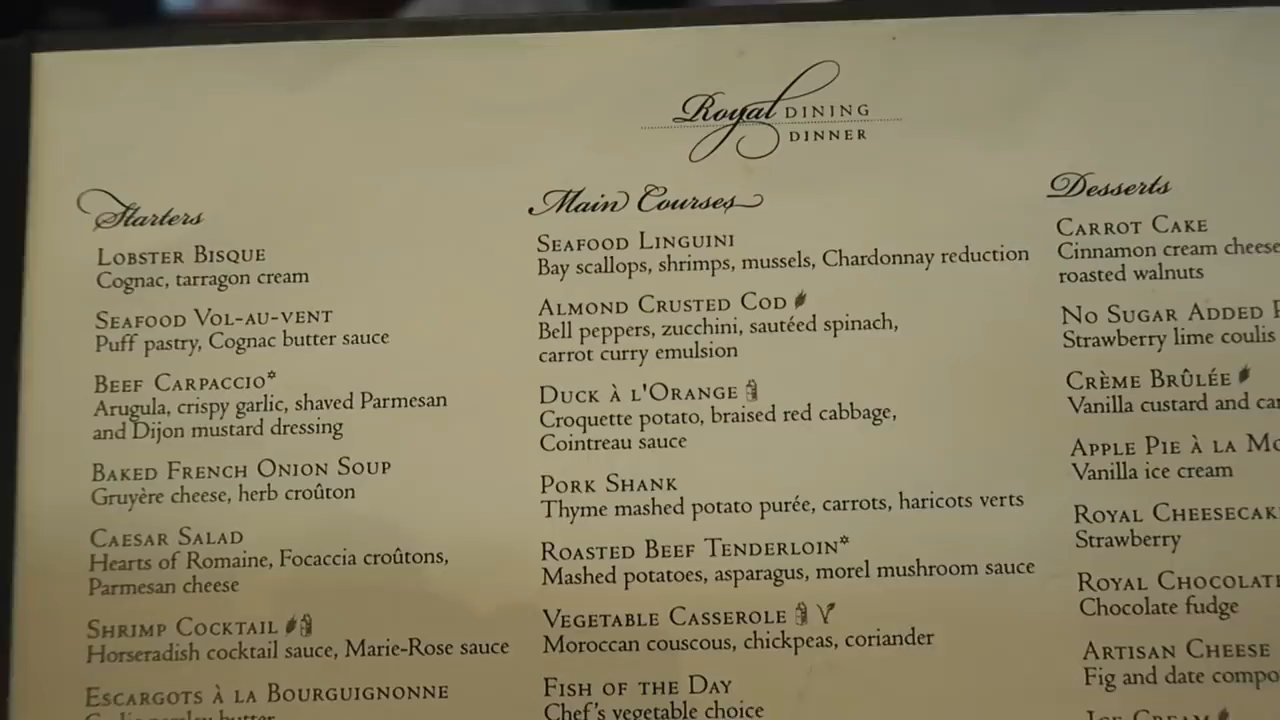 Royal DINING
DINNER
Starters
LOBSTER BISQUE
Cognac, tarragon cream
SEAFOOD VOL-AU-VENT
Puff pastry, Cognac butter sauce
BEEF CARPACCIO*
Arugula, crispy garlic, shaved Parmesan
and Dijon mustard dressing
BAKED FRENCH ONION SOUP
Gruyère cheese, herb croûton
CAESAR SALAD
Hearts of Romaine, Focaccia croûtons,
Parmesan cheese
SHRIMP COCKTAIL
Horseradish cocktail sauce, Marie-Rose sauce
ESCARGOTS À LA BOURGUIGNONNE
Main Courses
SEAFOOD LINGUINI
Bay scallops, shrimps, mussels, Chardonnay reduction
ALMOND CRUSTED COD
Bell peppers, zucchini, sautéed spinach,
carrot curry emulsion
DUCK À L'ORANGE
Croquette potato, braised red cabbage,
Cointreau sauce
PORK SHANK
Thyme mashed potato purée, carrots, haricots verts
ROASTED BEEF TENDERLOIN*
Mashed potatoes, asparagus, morel mushroom sauce
VEGETABLE CASSEROLE
Moroccan couscous, chickpeas, coriander
FISH OF THE DAY
Chef's vegetable choice
Desserts
CARROT CAKE
Cinnamon cream cheese
roasted walnuts
NO SUGAR ADDED
Strawberry lime coulis
CRÈME BRÛLÉE
Vanilla custard and
APPLE PIE À LA
Vanilla ice cream
ROYAL
Strawberry
ROYAL
Chocolate fudge
ARTISAN CHEESE
Fig and date
ICE CREAM